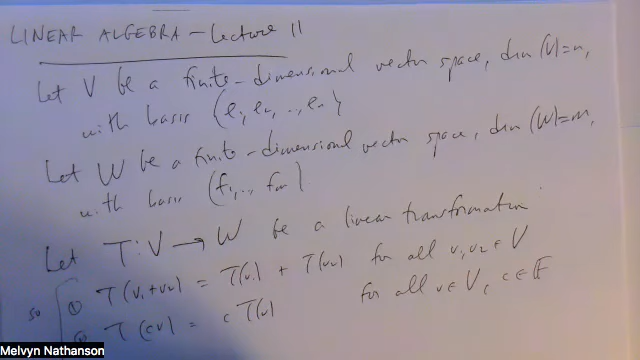 LINEAR ALGEBRA - Lecture 11
Let V be a finite-dimensional vector space, dim(V)=n,
with basis {e1, e2, .., en}
Let W be a finite-dimensional vector space, dim(W)=m,
with basis {f1,.., fm}
Let T:V→W be a linear transformation
so ① T(v1+v2) = T(v1) + T(v2) for all v1,v2 ∈ V
② T(cv) = c T(v) for all v ∈ V, c ∈ F
Melvyn Nathanson